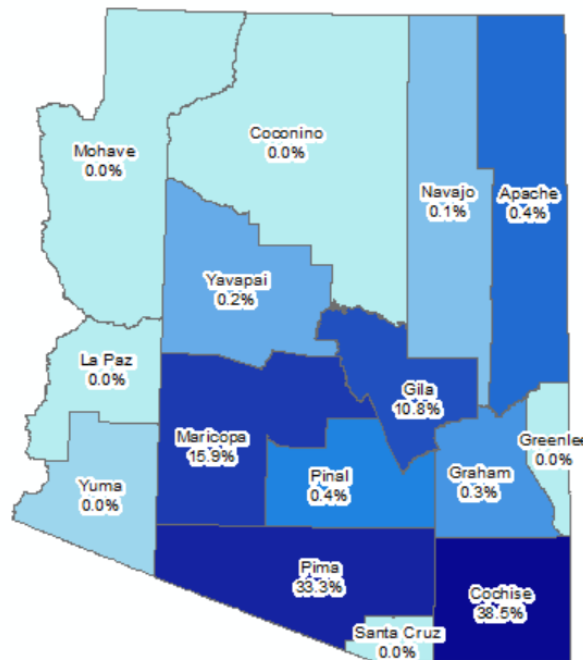 Coconino
0.0%
Mohave
0.0%
Navajo
0.1%
Apache
0.4%
Yavapai
0.2%
La Paz
0.0%
Gila
10.8%
Maricopa
15.9%
Greenlee
0.0%
Pinal
0.4%
Graham
0.3%
Yuma
0.0%
Pima
33.3%
Cochise
38.5%
Santa Cruz
0.0%